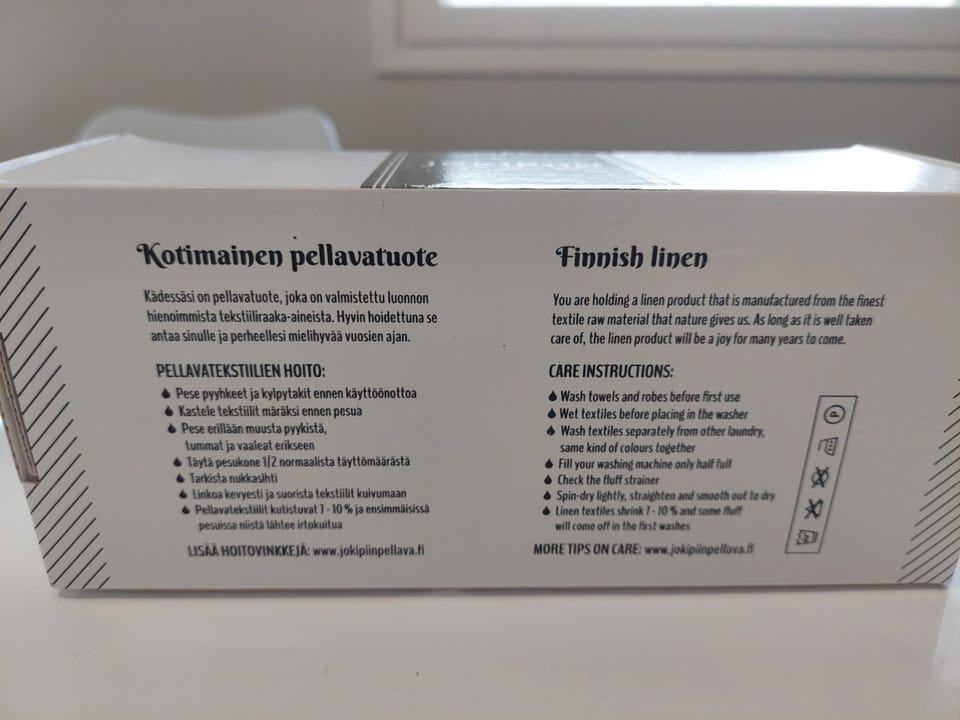 Kotimainen pellavatuote
Kädessäsi on pellavatuote, joka on valmistettu luonnon
hienoimmista tekstiiliraaka-aineista. Hyvin hoidettuna se
antaa sinulle ja perheellesi mielihyvää vuosien ajan.
PELLAVATEKSTIILIEN HOITO:
Pese pyyhkeet ja kylpytakit ennen käyttöönottoa
Kastele tekstiilit märäksi ennen pesua
Pese erillään muusta pyykistä,
tummat ja vaaleat erikseen
Täytä pesukone 1/2 normaalista täyttömäärästä
Tarkista nukkasihti
Linkoa kevyesti ja suorista tekstiilit kuivumaan
Pellavatekstiilit kutistuvat 7 - 10 % ja ensimmäisissä
pesuissa niistä lähtee irtokuitua
LISÄÄ HOITOVINKKEJÄ: www.jokipiinpellava.fi
Finnish linen
You are holding a linen product that is manufactured from the finest
textile raw material that nature gives us. As long as it is well taken
care of, the linen product will be a joy for many years to come.
CARE INSTRUCTIONS:
Wash towels and robes before first use
Wet textiles before placing in the washer
Wash textiles separately from other laundry,
same kind of colours together
Fill your washing machine only half full
Check the fluff strainer
Spin-dry lightly, straighten and smooth out to dry
Linen textiles shrink 7 - 10 % and some fluff
will come off in the first washes
MORE TIPS ON CARE: www.jokipiinpellava.fi
P